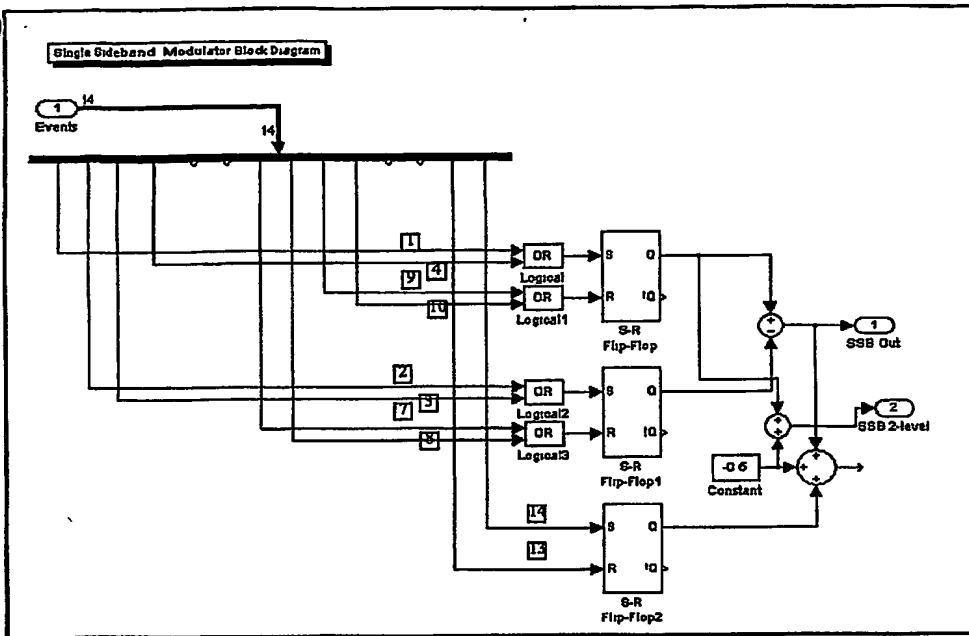 Single Sideband Modulator Block Diagram
1
14
Events
14
1
4
9
10
OR
Logical
OR
Logical1
S Q
R !Q
S-R
Flip-Flop
+
-
1
SSB Out
2
3
7
8
OR
Logical2
OR
Logical3
S Q
R !Q
S-R
Flip-Flop1
+
+
2
SSB 2-level
-0.5
Constant
+
+
+
14
13
S Q
R !Q
S-R
Flip-Flop2